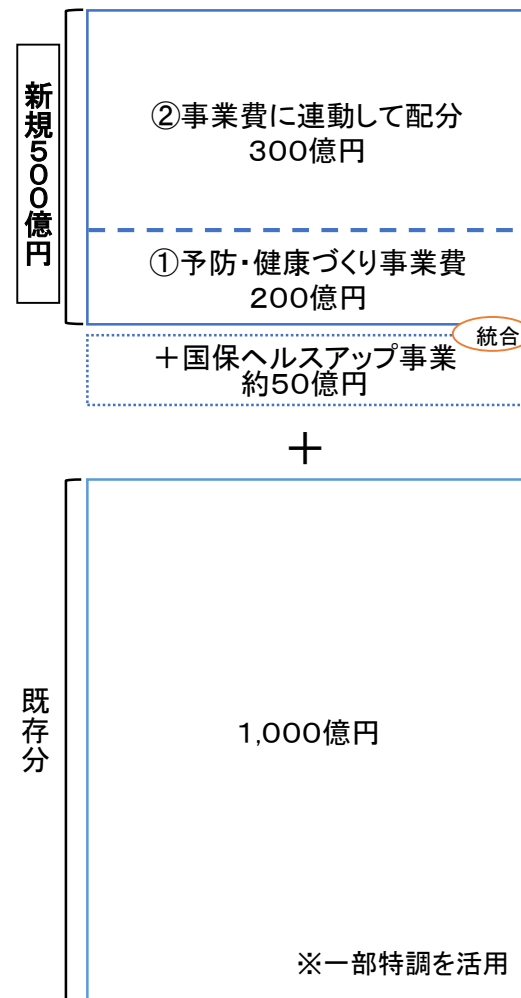 新規500億円
②事業費に連動して配分
300億円
①予防・健康づくり事業費
200億円
統合
＋国保ヘルスアップ事業
約50億円
＋
既存分
1,000億円
※一部特調を活用